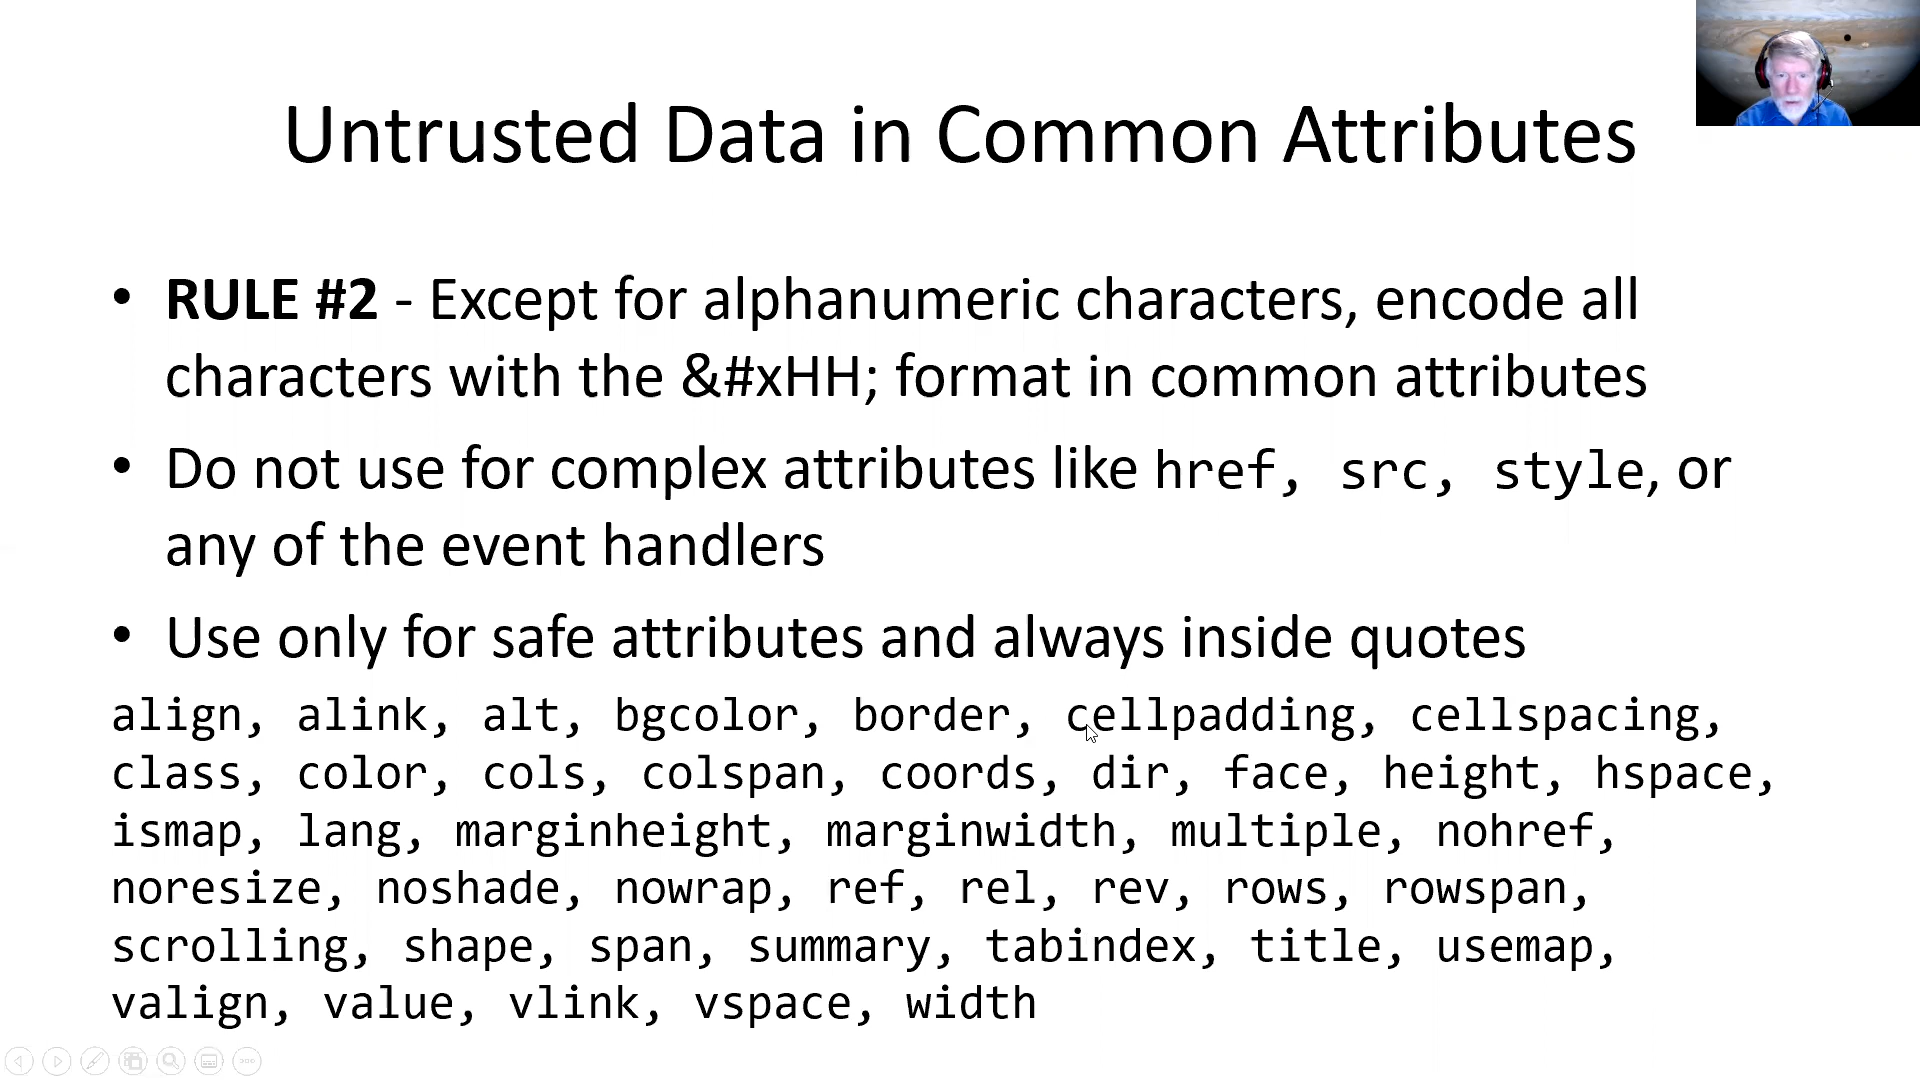 Untrusted Data in Common Attributes
• RULE #2 - Except for alphanumeric characters, encode all
characters with the &#xHH; format in common attributes
• Do not use for complex attributes like href, src, style, or
any of the event handlers
• Use only for safe attributes and always inside quotes
align, alink, alt, bgcolor, border, cellpadding, cellspacing,
class, color, cols, colspan, coords, dir, face, height, hspace,
ismap, lang, marginheight, marginwidth, multiple, nohref,
noresize, noshade, nowrap, ref, rel, rev, rows, rowspan,
scrolling, shape, span, summary, tabindex, title, usemap,
valign, value, vlink, vspace, width